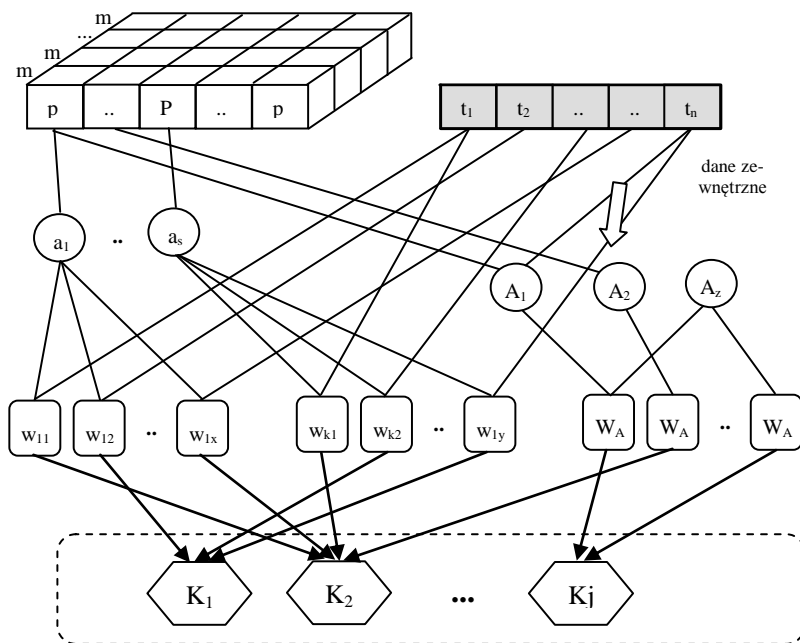 m
...
m
m
p .. P .. p
t1 t2 .. .. tn
dane ze-
wnętrzne
a1 .. as
A1 A2 Az
w11 w12 .. w1x wk1 wk2 .. w1y WA WA .. WA
K1 K2 ... Kj